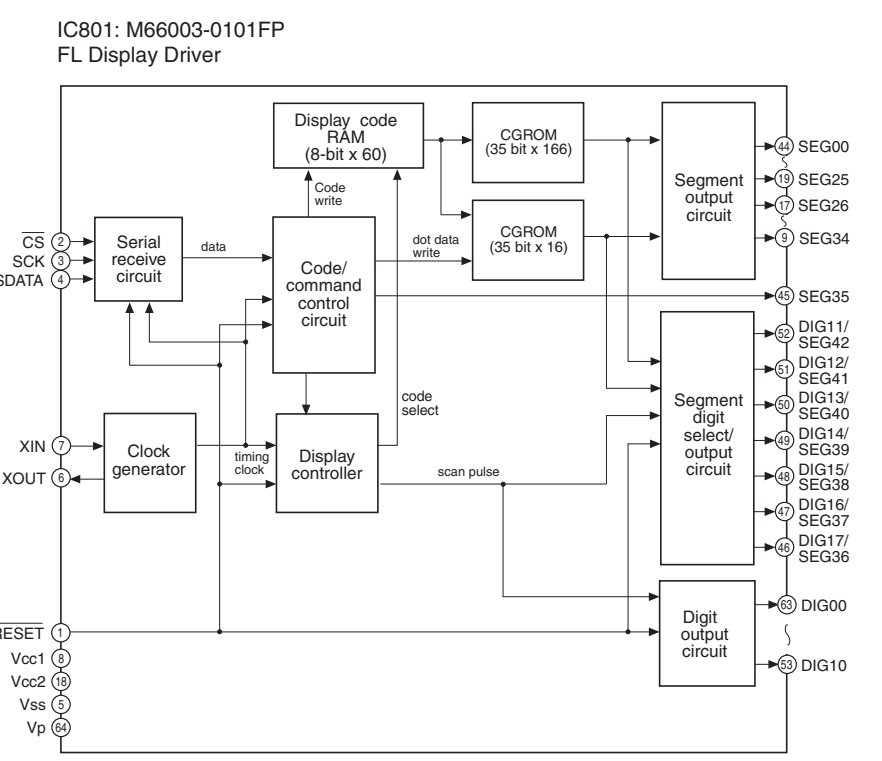 IC801: M66003-0101FP
FL Display Driver
Display code
RAM
(8-bit x 60)
CGROM
(35 bit x 166)
Segment
output
circuit
44 SEG00
19 SEG25
17 SEG26
9 SEG34
Code
write
CGROM
(35 bit x 16)
CS 2
SCK 3
SDATA 4
Serial
receive
circuit
data
Code/
command
control
circuit
dot data
write
45 SEG35
52 DIG11/
SEG42
51 DIG12/
SEG41
50 DIG13/
SEG40
49 DIG14/
SEG39
48 DIG15/
SEG38
47 DIG16/
SEG37
46 DIG17/
SEG36
Segment
digit
select/
output
circuit
code
select
XIN 7
XOUT 6
Clock
generator
timing
clock
Display
controller
scan pulse
RESET 1
Vcc1 8
Vcc2 18
Vss 5
Vp 64
Digit
output
circuit
63 DIG00
53 DIG10